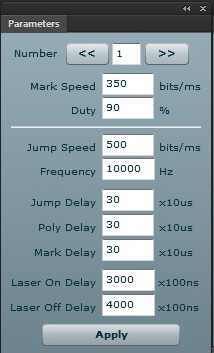 Parameters
Number << 1 >>
Mark Speed 350 bits/ms
Duty 90 %
Jump Speed 500 bits/ms
Frequency 10000 Hz
Jump Delay 30 x10us
Poly Delay 30 x10us
Mark Delay 30 x10us
Laser On Delay 3000 x100ns
Laser Off Delay 4000 x100ns
Apply